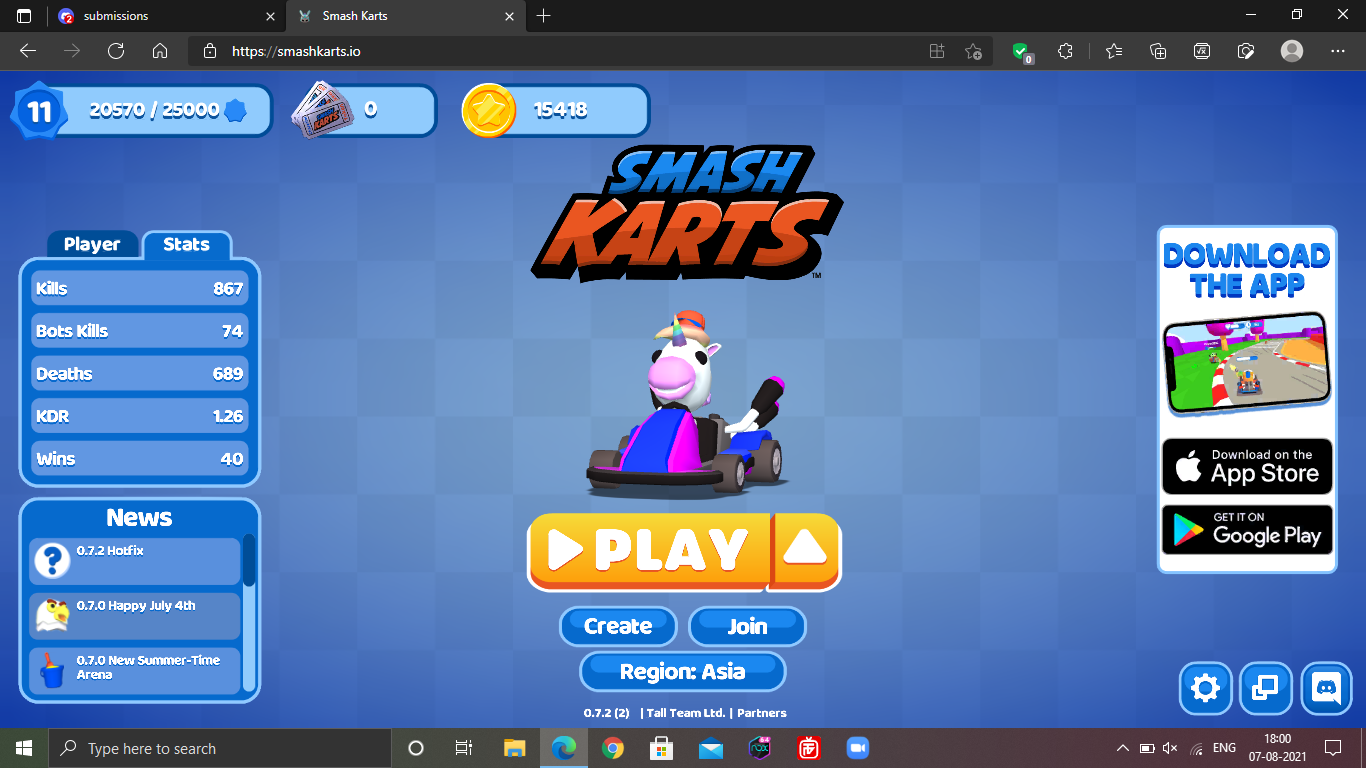 submissions
Smash Karts
https://smashkarts.io
0
11
20570 / 25000
0
15418
SMASH
KARTS
TM
Player
Stats
Kills 867
Bots Kills 74
Deaths 689
KDR 1.26
Wins 40
News
0.7.2 Hotfix
0.7.0 Happy July 4th
0.7.0 New Summer-Time
Arena
DOWNLOAD
THE APP
Download on the
App Store
GET IT ON
Google Play
PLAY
Create
Join
Region: Asia
0.7.2 (2) | Tall Team Ltd. | Partners
Type here to search
ENG
18:00
07-08-2021